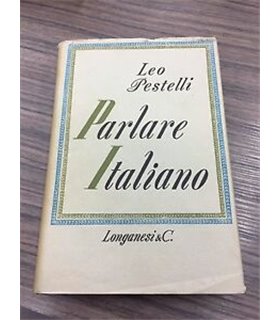 Leo
Pestelli
Parlare
Italiano
Longanesi & C.